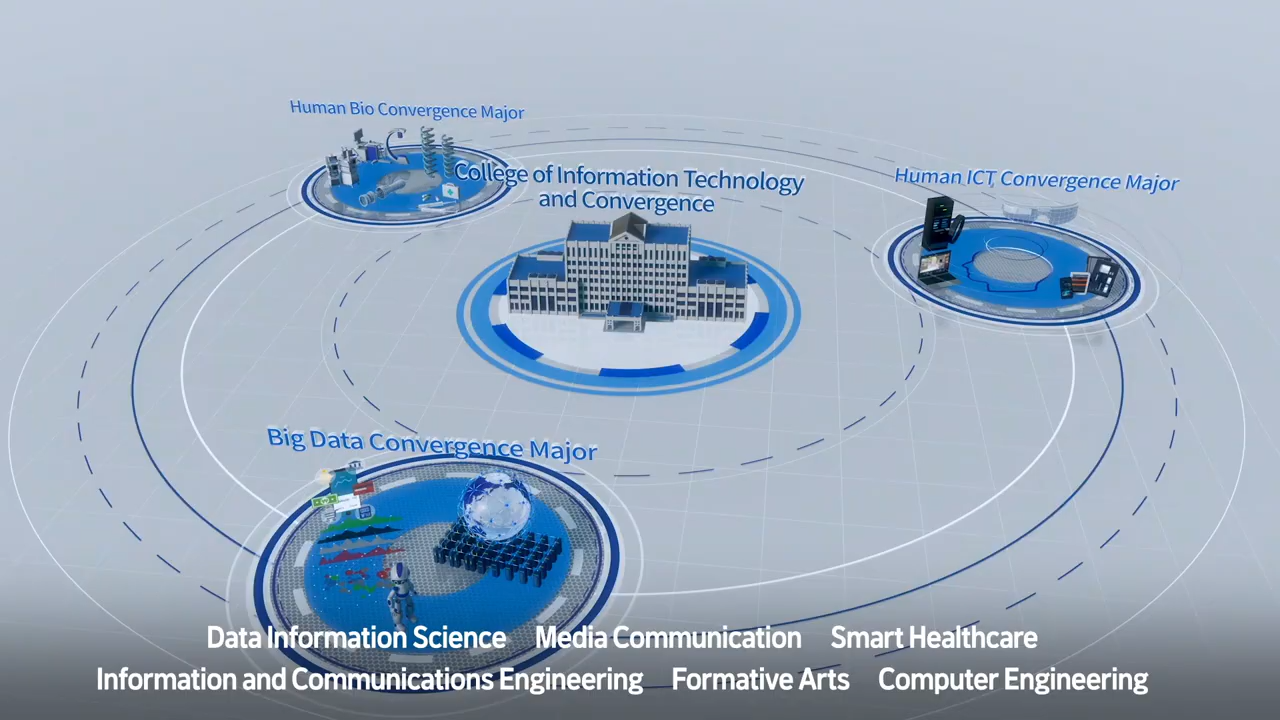 Human Bio Convergence Major
College of Information Technology
and Convergence
Human ICT Convergence Major
Big Data Convergence Major
Data Information Science Media Communication Smart Healthcare
Information and Communications Engineering Formative Arts Computer Engineering